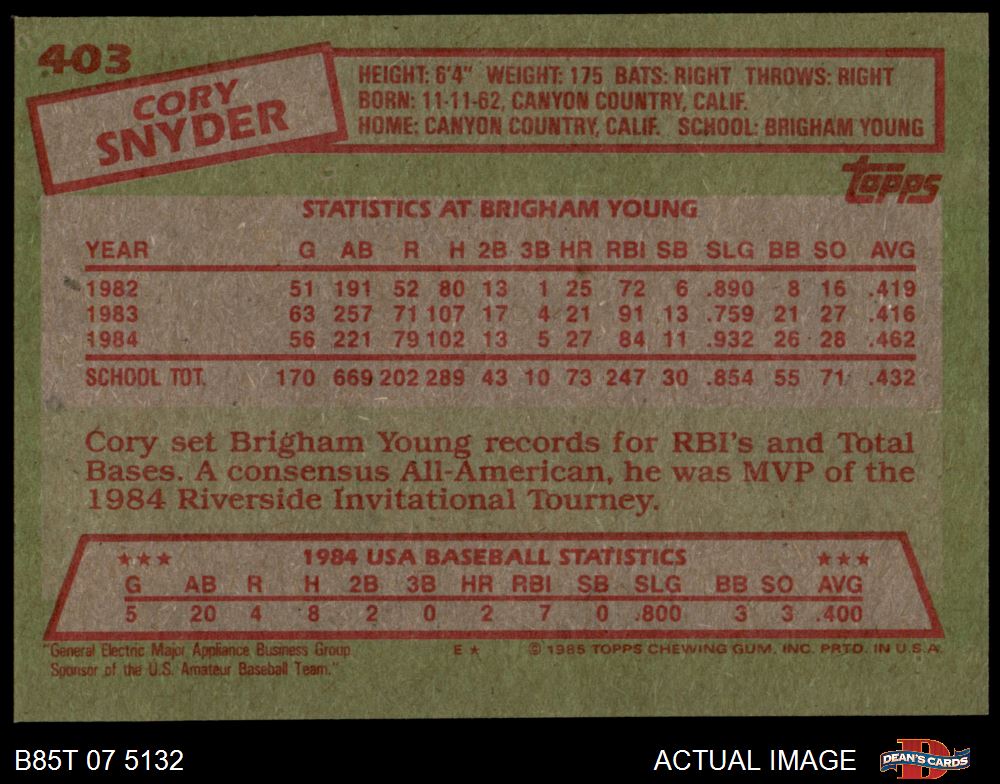 403
CORY
SNYDER
HEIGHT: 6'4" WEIGHT: 175 BATS: RIGHT THROWS: RIGHT
BORN: 11-11-62, CANYON COUNTRY, CALIF.
HOME: CANYON COUNTRY, CALIF. SCHOOL: BRIGHAM YOUNG
topps
STATISTICS AT BRIGHAM YOUNG
YEAR G AB R H 2B 3B HR RBI SB SLG BB SO AVG
1982 51 191 52 80 13 1 25 72 6 .890 8 16 .419
1983 63 257 71 107 17 4 21 91 13 .759 21 27 .416
1984 56 221 79 102 13 5 27 84 11 .932 26 28 .462
SCHOOL TOT. 170 669 202 289 43 10 73 247 30 .854 55 71 .432
Cory set Brigham Young records for RBI's and Total
Bases. A consensus All-American, he was MVP of the
1984 Riverside Invitational Tourney.
★★★ 1984 USA BASEBALL STATISTICS ★★★
G AB R H 2B 3B HR RBI SB SLG BB SO AVG
5 20 4 8 2 0 2 7 0 .800 3 3 .400
"General Electric Major Appliance Business Group E ★ © 1985 TOPPS CHEWING GUM, INC. PRTD. IN U.S.A.
Sponsor of the U.S. Amateur Baseball Team."
B85T 07 5132 ACTUAL IMAGE DEAN'S CARDS